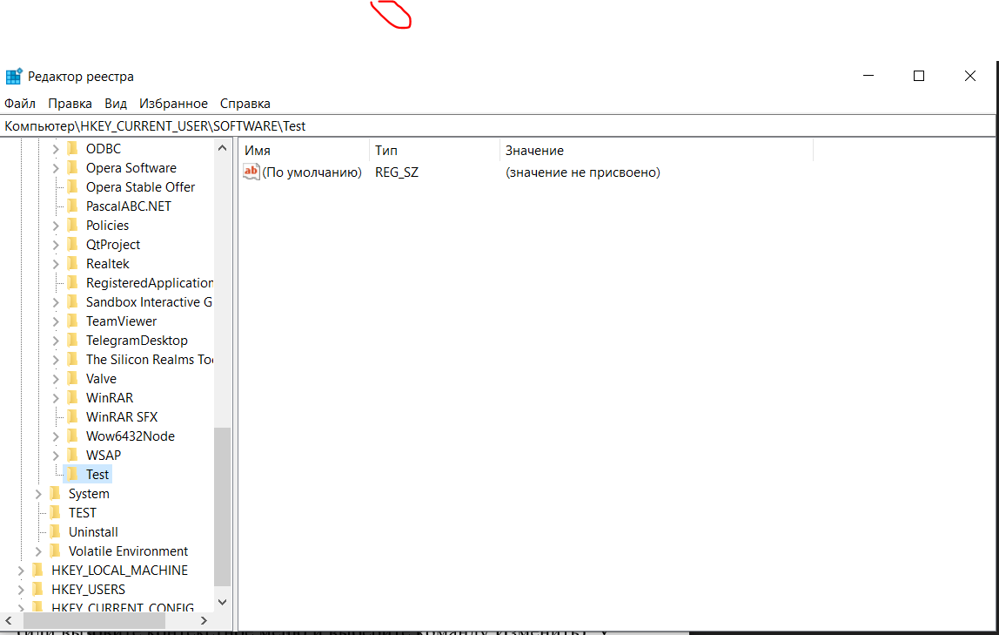 Редактор реестра
Файл Правка Вид Избранное Справка
Компьютер\HKEY_CURRENT_USER\SOFTWARE\Test
ODBC
Opera Software
Opera Stable Offer
PascalABC.NET
Policies
QtProject
Realtek
RegisteredApplication
Sandbox Interactive G
TeamViewer
TelegramDesktop
The Silicon Realms Too
Valve
WinRAR
WinRAR SFX
Wow6432Node
WSAP
Test
System
TEST
Uninstall
Volatile Environment
HKEY_LOCAL_MACHINE
HKEY_USERS
HKEY_CURRENT_CONFIG
Имя Тип Значение
(По умолчанию) REG_SZ (значение не присвоено)